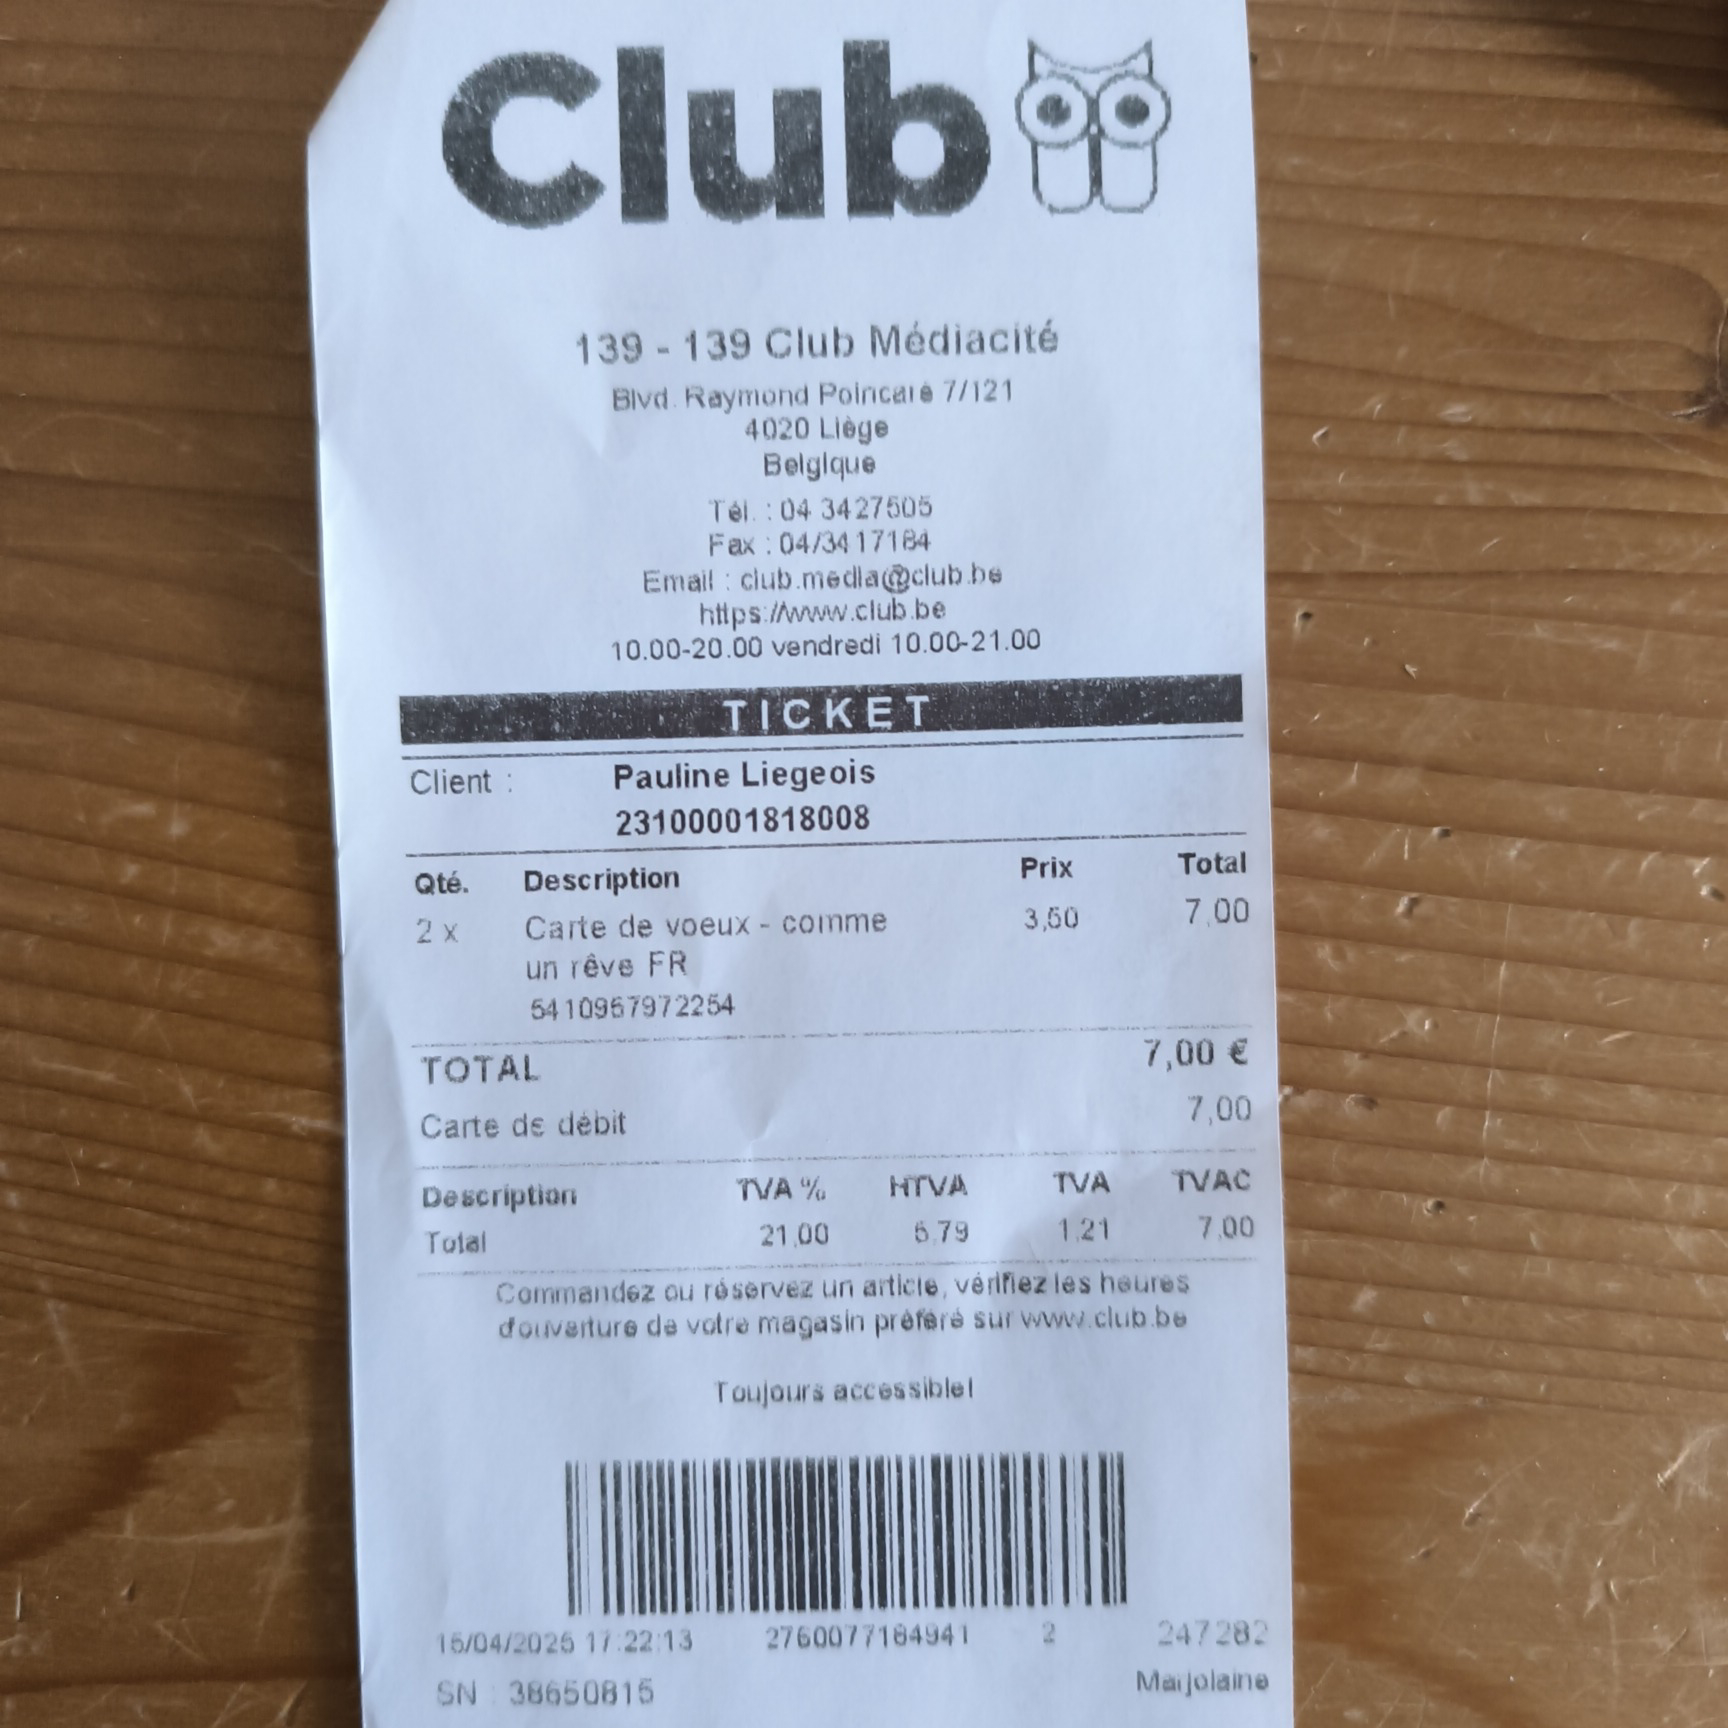 Club
139 - 139 Club Médiacité
Blvd. Raymond Poincaré 7/121
4020 Liège
Belgique
Tél. : 04 3427505
Fax : 04/3417184
Email : club.media@club.be
https://www.club.be
10.00-20.00 vendredi 10.00-21.00
TICKET
Client : Pauline Liegeois
23100001818008
Qté. Description Prix Total
2 x Carte de voeux - comme 3,50 7,00
un rêve FR
5410967972254
TOTAL 7,00 €
Carte de débit 7,00
Description TVA % HTVA TVA TVAC
Total 21,00 5,79 1,21 7,00
Commandez ou réservez un article, vérifiez les heures
d'ouverture de votre magasin préféré sur www.club.be
Toujours accessible!
15/04/2025 17:22:13 2760077184941 2 247282
SN : 38650815 Marjolaine